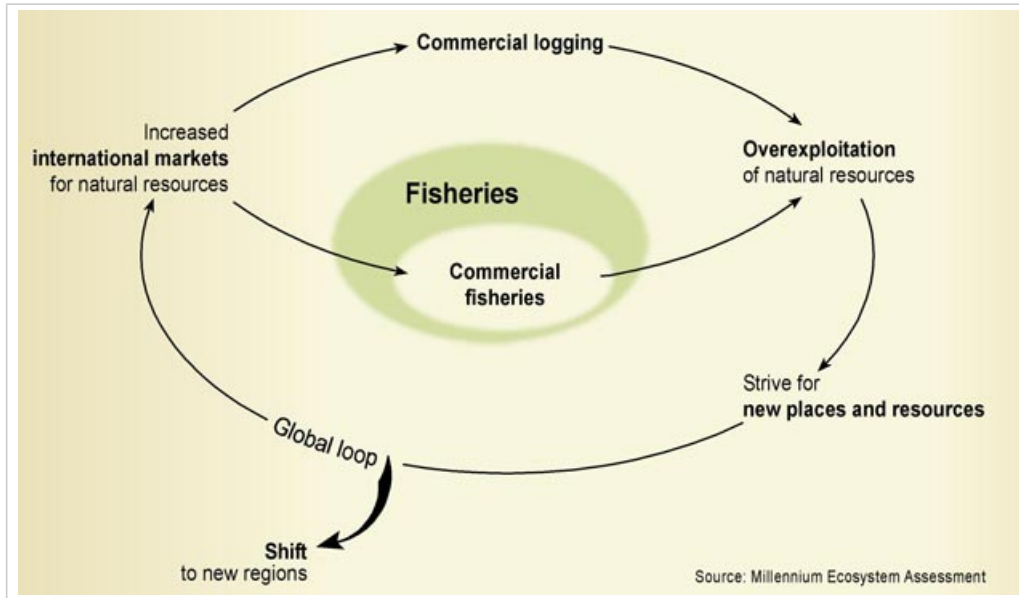 Commercial logging
Increased
international markets
for natural resources
Overexploitation
of natural resources
Fisheries
Commercial
fisheries
Strive for
new places and resources
Global loop
Shift
to new regions
Source: Millennium Ecosystem Assessment